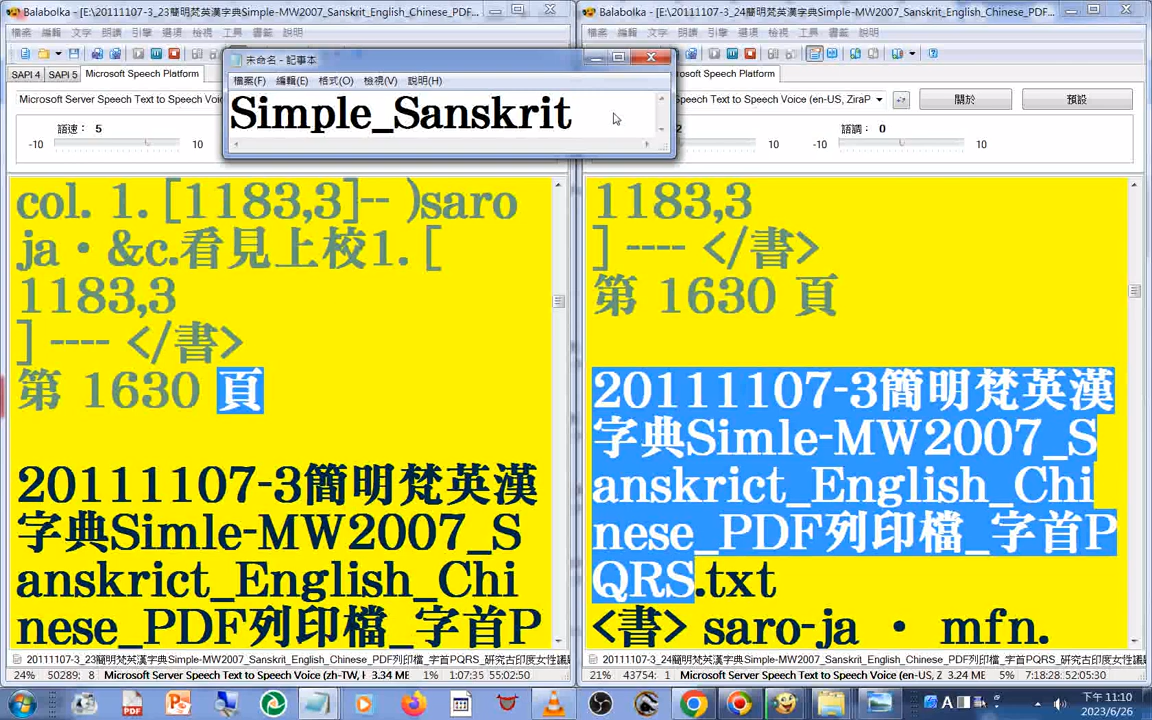 Balabolka - [E:\20111107-3_23簡明梵英漢字典Simple-MW2007_Sanskrit_English_Chinese_PDF...
檔案 編輯 文字 朗讀 引擎 選項 檢視 工具 書籤 說明
SAPI 4 SAPI 5 Microsoft Speech Platform
Microsoft Server Speech Text to Speech Voice
語速： 5
-10 10
未命名 - 記事本
檔案(F) 編輯(E) 格式(O) 檢視(V) 說明(H)
Simple_Sanskrit
col. 1. [1183,3]-- )saro
ja・&c.看見上校1. [
1183,3
] ---- </書>
第 1630 頁
20111107-3簡明梵英漢
字典Simle-MW2007_S
anskrict_English_Chi
nese_PDF列印檔_字首P
20111107-3_23簡明梵英漢字典Simple-MW2007_Sanskrit_English_Chinese_PDF列印檔_字首PQRS_研究古印度女性議
24% 50289: 8 Microsoft Server Speech Text to Speech Voice (zh-TW, H 3.34 ME 1% 1:07:35 55:02:50
Balabolka - [E:\20111107-3_24簡明梵英漢字典Simple-MW2007_Sanskrit_English_Chinese_PDF...
書籤 說明
Speech Platform
Speech Text to Speech Voice (en-US, ZiraP 關於 預設
2 語調： 0
10 -10 10
1183,3
] ---- </書>
第 1630 頁
20111107-3簡明梵英漢
字典Simle-MW2007_S
anskrict_English_Chi
nese_PDF列印檔_字首P
QRS.txt
<書> saro-ja ・ mfn.
20111107-3_24簡明梵英漢字典Simple-MW2007_Sanskrit_English_Chinese_PDF列印檔_字首PQRS_研究古印度女性議
21% 43754: 1 Microsoft Server Speech Text to Speech Voice (en-US, Z 3.24 ME 5% 7:18:28 52:05:30
下午 11:10
2023/6/26